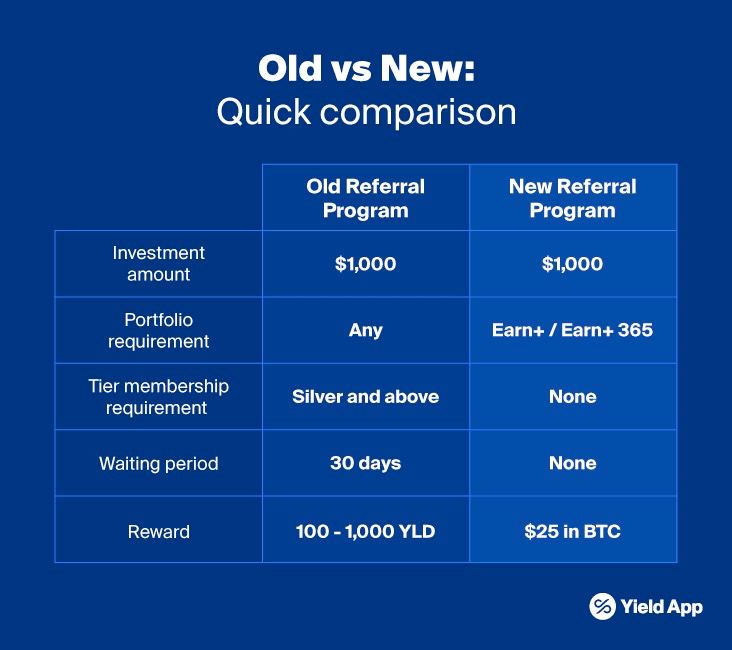 Old vs New:
Quick comparison
Old Referral
Program
New Referral
Program
Investment
amount
$1,000
$1,000
Portfolio
requirement
Any
Earn+ / Earn+ 365
Tier membership
requirement
Silver and above
None
Waiting period
30 days
None
Reward
100 - 1,000 YLD
$25 in BTC
Yield App